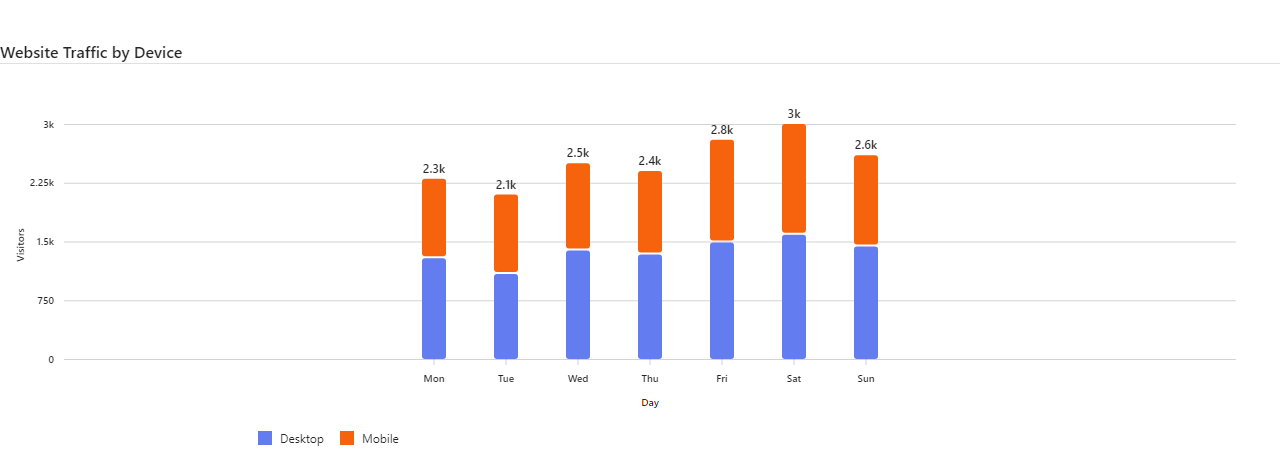 Website Traffic by Device
3k
2.25k
1.5k
750
0
Visitors
2.3k
2.1k
2.5k
2.4k
2.8k
3k
2.6k
Mon Tue Wed Thu Fri Sat Sun
Day
Desktop Mobile